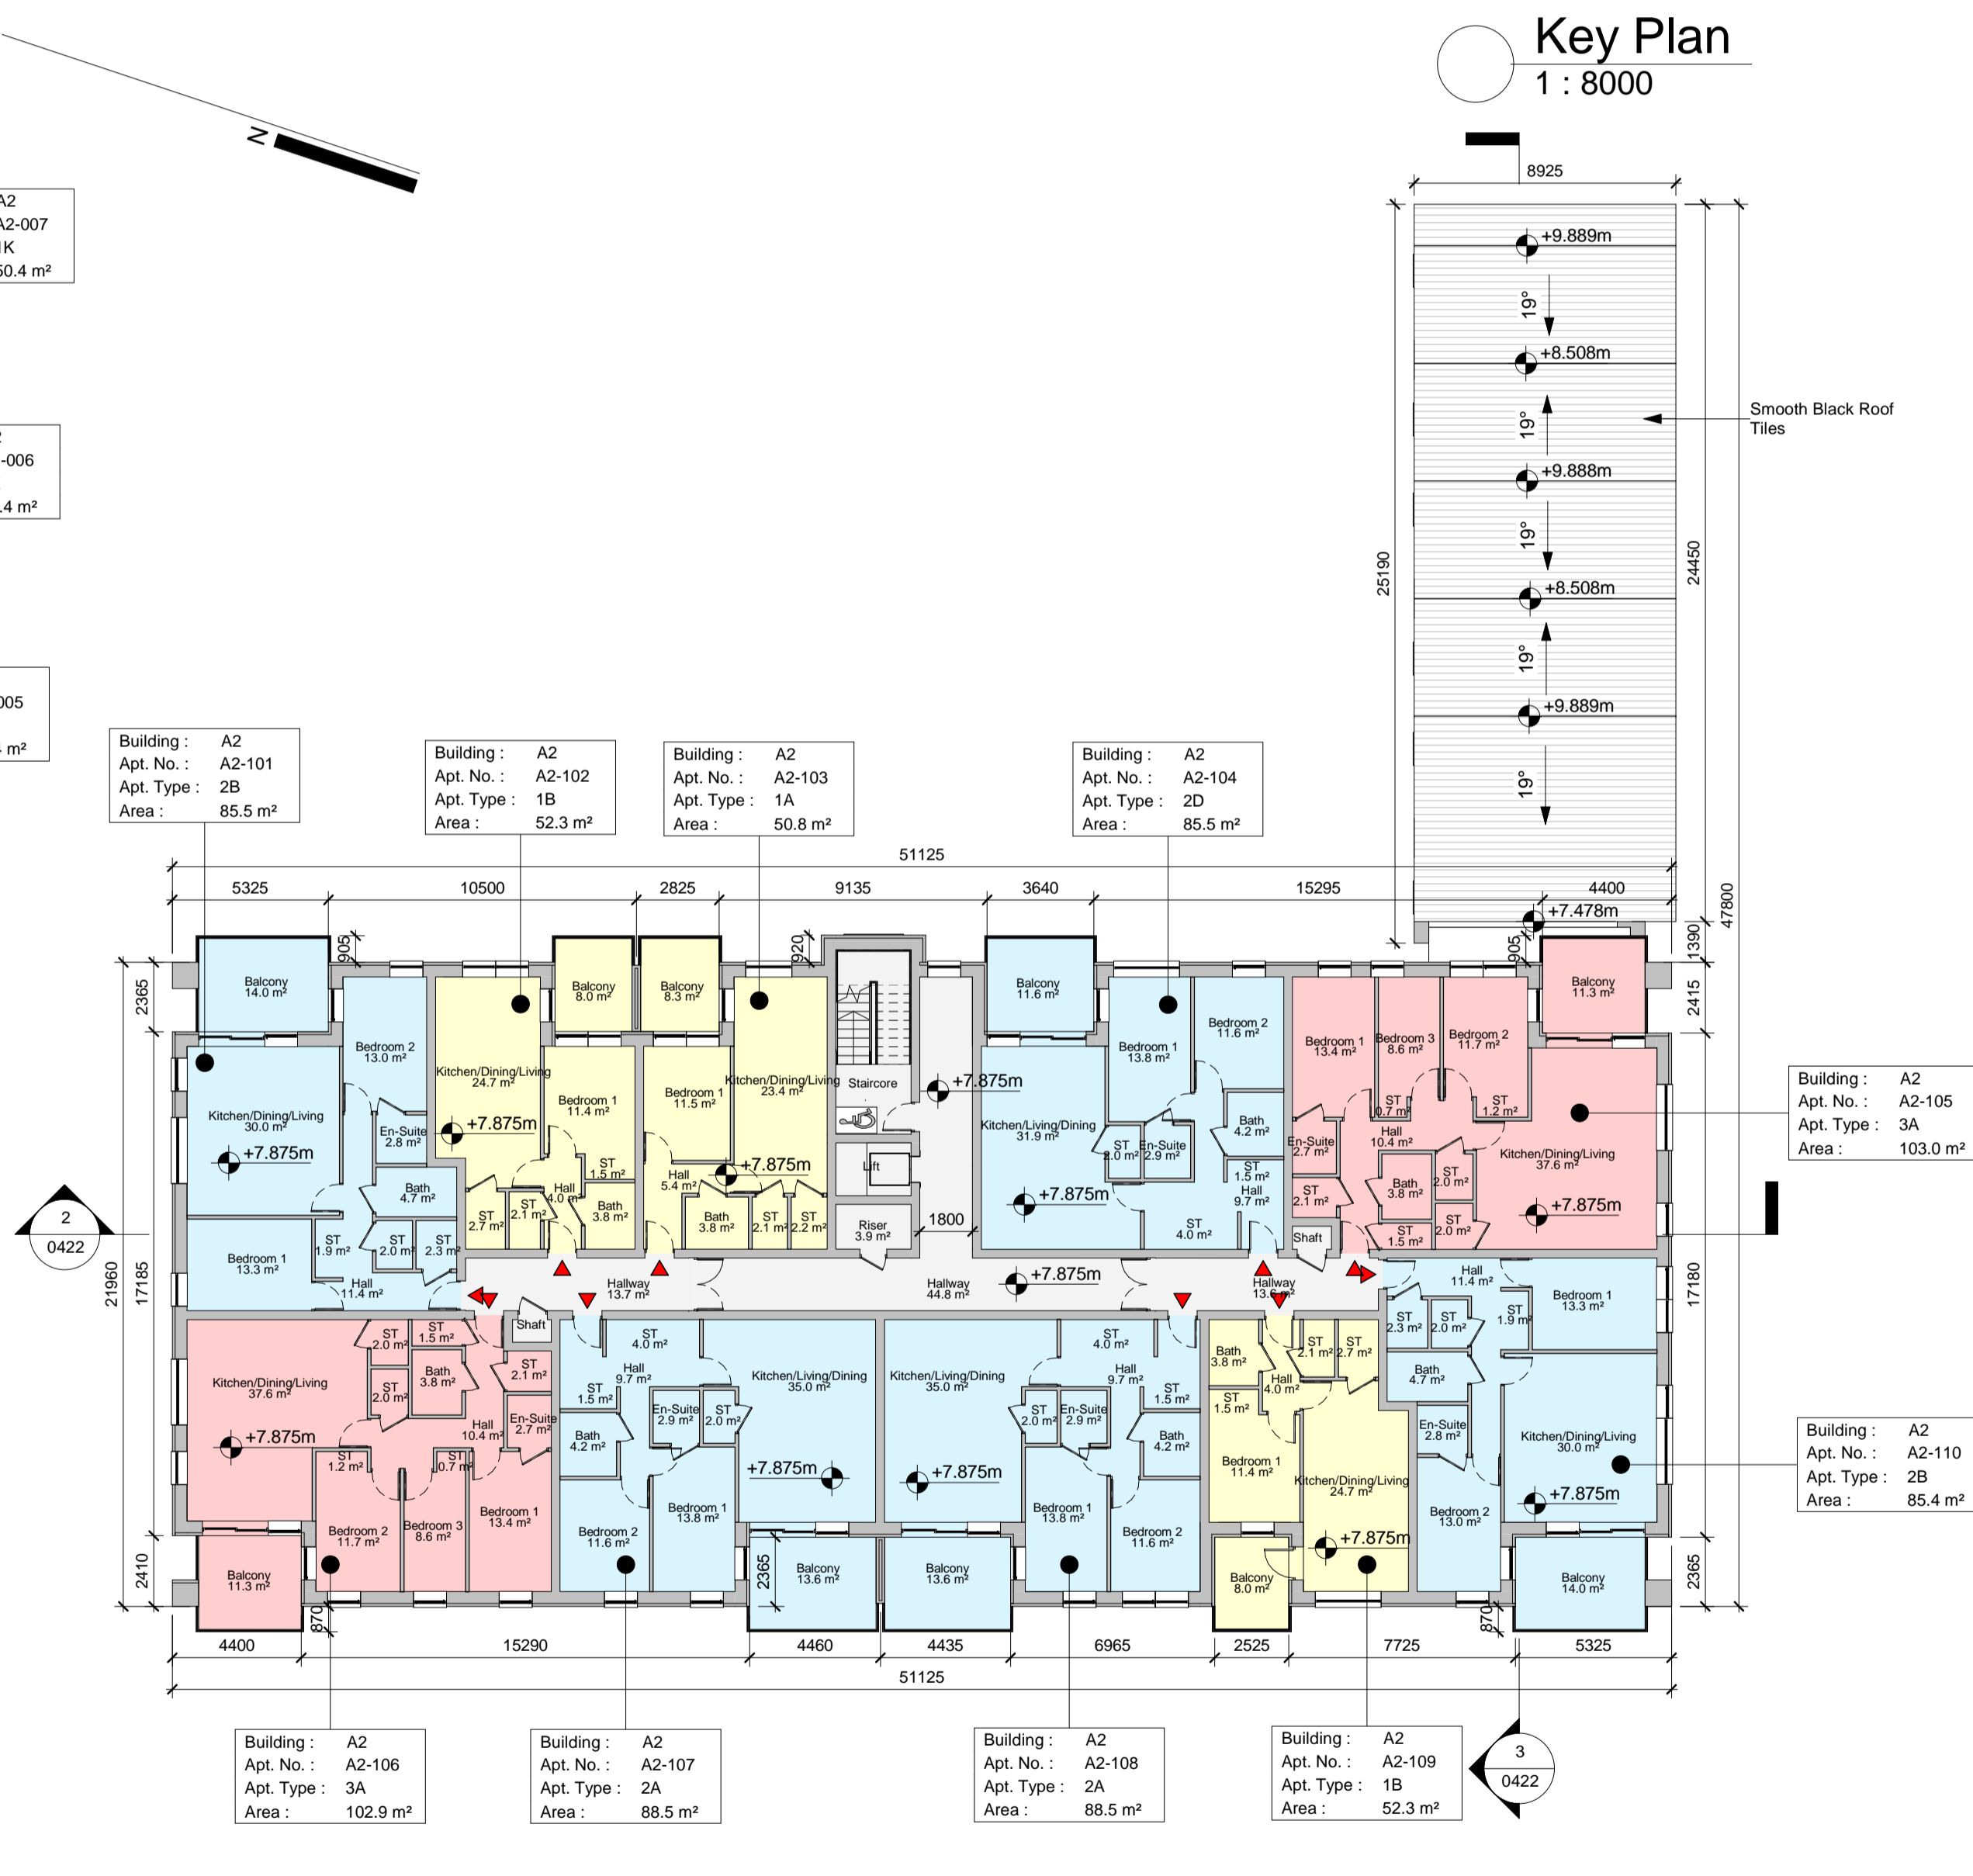 Key Plan
1 : 8000
N
A2
A2-007
1K
50.4 m²
-006
.4 m²
005
m²
8925
+9.889m
19°
+8.508m
19°
Smooth Black Roof
Tiles
+9.888m
19°
25190
24450
+8.508m
19°
+9.889m
19°
47800
+7.478m
1390
Building : A2
Apt. No. : A2-101
Apt. Type : 2B
Area : 85.5 m²
Building : A2
Apt. No. : A2-102
Apt. Type : 1B
Area : 52.3 m²
Building : A2
Apt. No. : A2-103
Apt. Type : 1A
Area : 50.8 m²
Building : A2
Apt. No. : A2-104
Apt. Type : 2D
Area : 85.5 m²
51125
5325 10500 2825 9135 3640 15295 4400
905
920
905
2365
2415
21960
17185
17180
Balcony
14.0 m²
Bedroom 2
13.0 m²
Kitchen/Dining/Living
30.0 m²
+7.875m
En-Suite
2.8 m²
Bath
4.7 m²
Bedroom 1
13.3 m²
ST
1.9 m²
ST
2.0 m²
ST
2.3 m²
Hall
11.4 m²
Kitchen/Dining/Living
24.7 m²
+7.875m
Balcony
8.0 m²
Bedroom 1
11.4 m²
ST
1.5 m²
Hall
4.0 m²
Bath
3.8 m²
ST
2.7 m²
ST
2.1 m²
Balcony
8.3 m²
Bedroom 1
11.5 m²
Kitchen/Dining/Living
23.4 m²
+7.875m
Hall
5.4 m²
Bath
3.8 m²
ST
2.1 m²
ST
2.2 m²
Staircore
+7.875m
Lift
Riser
3.9 m²
1800
Balcony
11.6 m²
Bedroom 1
13.8 m²
Bedroom 2
11.6 m²
Kitchen/Living/Dining
31.9 m²
+7.875m
ST
2.0 m²
En-Suite
2.9 m²
Bath
4.2 m²
ST
1.5 m²
Hall
9.7 m²
ST
4.0 m²
Balcony
11.3 m²
Bedroom 1
13.4 m²
Bedroom 3
8.6 m²
Bedroom 2
11.7 m²
ST
0.7 m²
ST
1.2 m²
Hall
10.4 m²
En-Suite
2.7 m²
ST
2.1 m²
Bath
3.8 m²
ST
2.0 m²
ST
2.0 m²
ST
1.5 m²
Shaft
Kitchen/Dining/Living
37.6 m²
+7.875m
Building : A2
Apt. No. : A2-105
Apt. Type : 3A
Area : 103.0 m²
2
0422
Hallway
13.7 m²
Hallway
44.8 m²
+7.875m
Hallway
13.6 m²
Shaft
Kitchen/Dining/Living
37.6 m²
+7.875m
ST
2.0 m²
ST
1.5 m²
Bath
3.8 m²
ST
2.0 m²
ST
2.1 m²
En-Suite
2.7 m²
Hall
10.4 m²
ST
1.2 m²
ST
0.7 m²
Bedroom 2
11.7 m²
Bedroom 3
8.6 m²
Bedroom 1
13.4 m²
Balcony
11.3 m²
ST
4.0 m²
Hall
9.7 m²
ST
1.5 m²
Bath
4.2 m²
En-Suite
2.9 m²
ST
2.0 m²
Kitchen/Living/Dining
35.0 m²
+7.875m
Bedroom 2
11.6 m²
Bedroom 1
13.8 m²
Balcony
13.6 m²
2365
Kitchen/Living/Dining
35.0 m²
+7.875m
ST
4.0 m²
Hall
9.7 m²
ST
1.5 m²
ST
2.0 m²
En-Suite
2.9 m²
Bath
4.2 m²
Bedroom 1
13.8 m²
Bedroom 2
11.6 m²
Balcony
13.6 m²
Bath
3.8 m²
ST
2.1 m²
ST
2.7 m²
Hall
4.0 m²
ST
1.5 m²
Bedroom 1
11.4 m²
Kitchen/Dining/Living
24.7 m²
+7.875m
Balcony
8.0 m²
Hall
11.4 m²
Bedroom 1
13.3 m²
ST
2.3 m²
ST
2.0 m²
ST
1.9 m²
Bath
4.7 m²
En-Suite
2.8 m²
Kitchen/Dining/Living
30.0 m²
+7.875m
Bedroom 2
13.0 m²
Balcony
14.0 m²
Building : A2
Apt. No. : A2-110
Apt. Type : 2B
Area : 85.4 m²
2410
2365
870
870
4400 15290 4460 4435 6965 2525 7725 5325
51125
Building : A2
Apt. No. : A2-106
Apt. Type : 3A
Area : 102.9 m²
Building : A2
Apt. No. : A2-107
Apt. Type : 2A
Area : 88.5 m²
Building : A2
Apt. No. : A2-108
Apt. Type : 2A
Area : 88.5 m²
Building : A2
Apt. No. : A2-109
Apt. Type : 1B
Area : 52.3 m²
3
0422